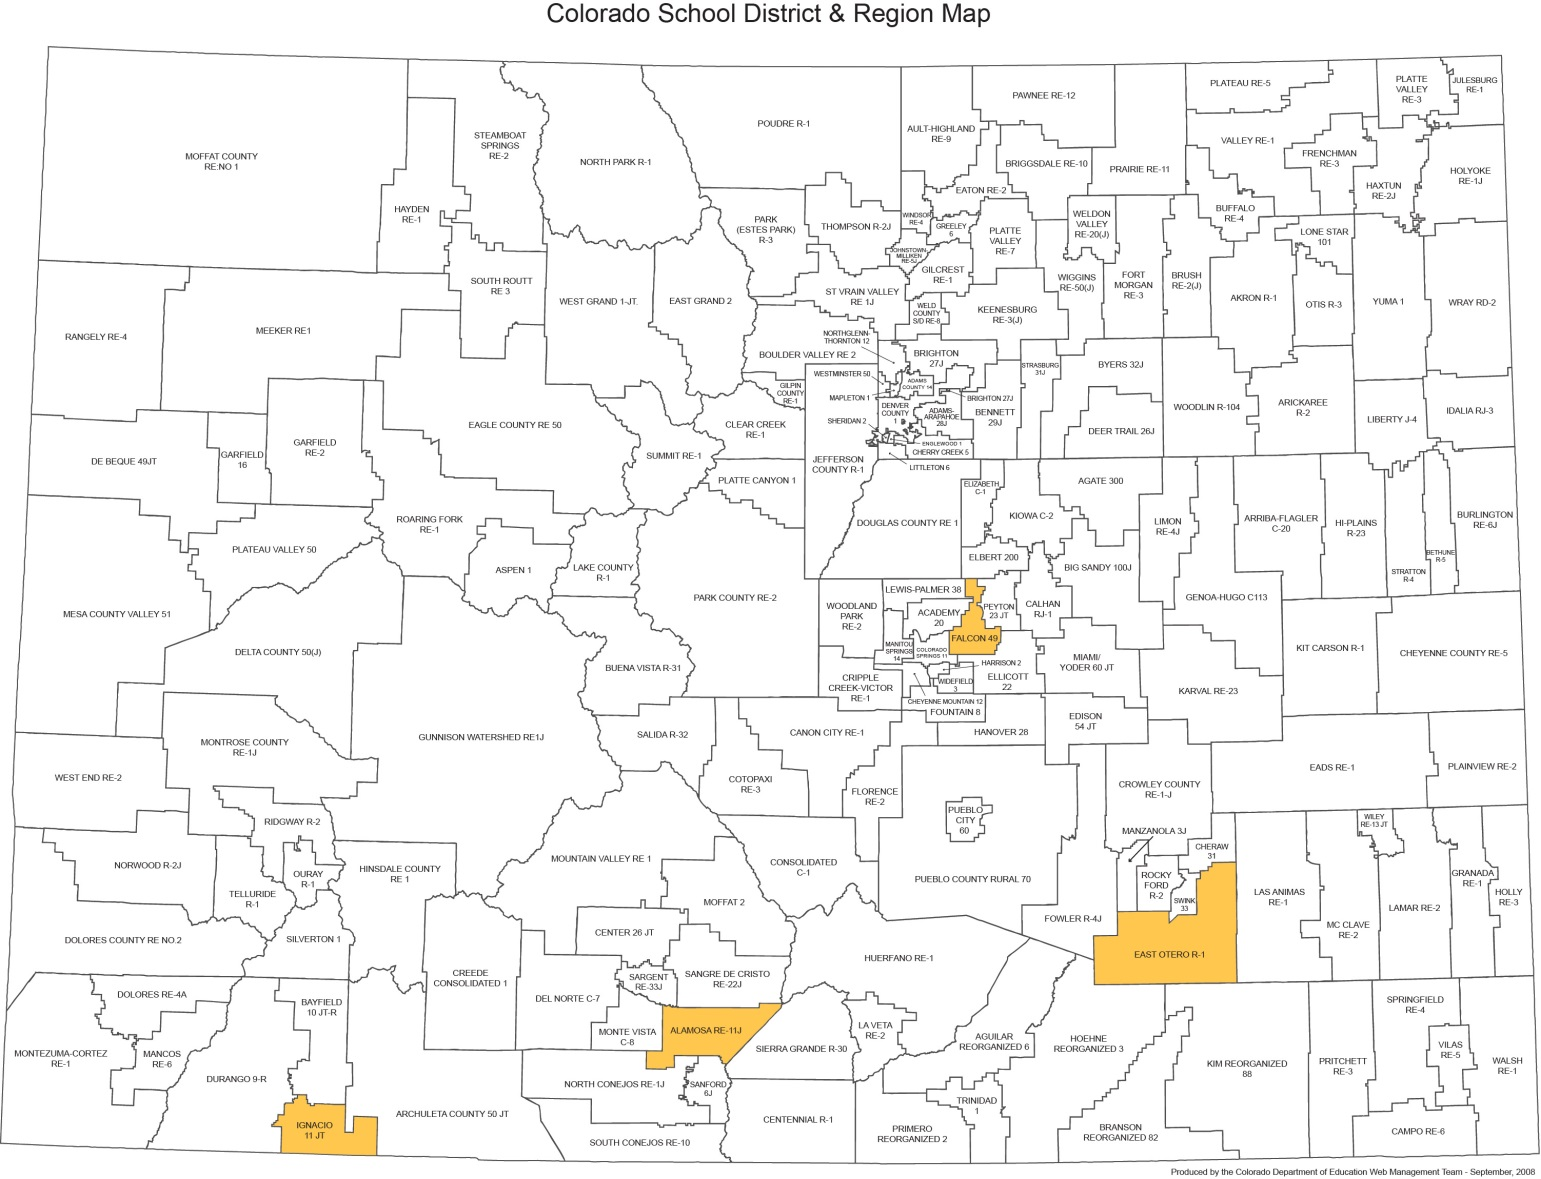 Colorado School District & Region Map
MOFFAT COUNTY
RE:NO 1
HAYDEN
RE-1
STEAMBOAT
SPRINGS
RE-2
NORTH PARK R-1
POUDRE R-1
AULT-HIGHLAND
RE-9
PAWNEE RE-12
BRIGGSDALE RE-10
PRAIRIE RE-11
PLATEAU RE-5
VALLEY RE-1
FRENCHMAN
RE-3
PLATTE
VALLEY
RE-3
JULESBURG
RE-1
HAXTUN
RE-2J
HOLYOKE
RE-1J
BUFFALO
RE-4
LONE STAR
101
EATON RE-2
WINDSOR
RE-4
GREELEY
6
PLATTE
VALLEY
RE-7
WELDON
VALLEY
RE-20(J)
PARK
(ESTES PARK)
R-3
THOMPSON R-2J
JOHNSTOWN-
MILLIKEN
RE-5J
GILCREST
RE-1
SOUTH ROUTT
RE 3
WEST GRAND 1-JT.
EAST GRAND 2
ST VRAIN VALLEY
RE 1J
WELD
COUNTY
S/D RE-8
KEENESBURG
RE-3(J)
WIGGINS
RE-50(J)
FORT
MORGAN
RE-3
BRUSH
RE-2(J)
AKRON R-1
OTIS R-3
YUMA 1
WRAY RD-2
RANGELY RE-4
MEEKER RE1
NORTHGLENN-
THORNTON 12
BOULDER VALLEY RE 2
BRIGHTON
27J
STRASBURG
31J
BYERS 32J
WESTMINSTER 50
ADAMS
COUNTY 14
GILPIN
COUNTY
RE-1
MAPLETON 1
BRIGHTON 27J
DENVER
COUNTY
1
ADAMS-
ARAPAHOE
28J
BENNETT
29J
SHERIDAN 2
ENGLEWOOD 1
CHERRY CREEK 5
LITTLETON 6
DEER TRAIL 26J
WOODLIN R-104
ARICKAREE
R-2
LIBERTY J-4
IDALIA RJ-3
CLEAR CREEK
RE-1
EAGLE COUNTY RE 50
SUMMIT RE-1
JEFFERSON
COUNTY R-1
PLATTE CANYON 1
DE BEQUE 49JT
GARFIELD
16
GARFIELD
RE-2
ROARING FORK
RE-1
PLATEAU VALLEY 50
ASPEN 1
LAKE COUNTY
R-1
DOUGLAS COUNTY RE 1
ELIZABETH
C-1
KIOWA C-2
AGATE 300
LIMON
RE-4J
ARRIBA-FLAGLER
C-20
HI-PLAINS
R-23
STRATTON
R-4
BETHUNE
R-5
BURLINGTON
RE-6J
ELBERT 200
BIG SANDY 100J
MESA COUNTY VALLEY 51
PARK COUNTY RE-2
WOODLAND
PARK
RE-2
LEWIS-PALMER 38
ACADEMY
20
PEYTON
23 JT
CALHAN
RJ-1
FALCON 49
GENOA-HUGO C113
MANITOU
SPRINGS
14
COLORADO
SPRINGS 11
HARRISON 2
WIDEFIELD
3
ELLICOTT
22
MIAMI/
YODER 60 JT
KIT CARSON R-1
CHEYENNE COUNTY RE-5
DELTA COUNTY 50(J)
BUENA VISTA R-31
CRIPPLE
CREEK-VICTOR
RE-1
CHEYENNE MOUNTAIN 12
FOUNTAIN 8
KARVAL RE-23
HANOVER 28
EDISON
54 JT
MONTROSE COUNTY
RE-1J
GUNNISON WATERSHED RE1J
SALIDA R-32
CANON CITY RE-1
COTOPAXI
RE-3
FLORENCE
RE-2
WEST END RE-2
PUEBLO
CITY
60
CROWLEY COUNTY
RE-1-J
EADS RE-1
PLAINVIEW RE-2
RIDGWAY R-2
MANZANOLA 3J
CHERAW
31
WILEY
RE-13 JT
NORWOOD R-2J
TELLURIDE
R-1
OURAY
R-1
HINSDALE COUNTY
RE 1
MOUNTAIN VALLEY RE 1
CONSOLIDATED
C-1
PUEBLO COUNTY RURAL 70
ROCKY
FORD
R-2
SWINK
33
LAS ANIMAS
RE-1
MC CLAVE
RE-2
LAMAR RE-2
GRANADA
RE-1
HOLLY
RE-3
MOFFAT 2
FOWLER R-4J
DOLORES COUNTY RE NO.2
SILVERTON 1
CENTER 26 JT
EAST OTERO R-1
HUERFANO RE-1
CREEDE
CONSOLIDATED 1
SARGENT
RE-33J
SANGRE DE CRISTO
RE-22J
DOLORES RE-4A
BAYFIELD
10 JT-R
DEL NORTE C-7
MONTE VISTA
C-8
ALAMOSA RE-11J
LA VETA
RE-2
AGUILAR
REORGANIZED 6
HOEHNE
REORGANIZED 3
SPRINGFIELD
RE-4
MONTEZUMA-CORTEZ
RE-1
MANCOS
RE-6
DURANGO 9-R
SIERRA GRANDE R-30
KIM REORGANIZED
88
PRITCHETT
RE-3
VILAS
RE-5
WALSH
RE-1
NORTH CONEJOS RE-1J
SANFORD
6J
TRINIDAD
1
IGNACIO
11 JT
ARCHULETA COUNTY 50 JT
CENTENNIAL R-1
PRIMERO
REORGANIZED 2
BRANSON
REORGANIZED 82
CAMPO RE-6
SOUTH CONEJOS RE-10
Produced by the Colorado Department of Education Web Management Team - September, 2008